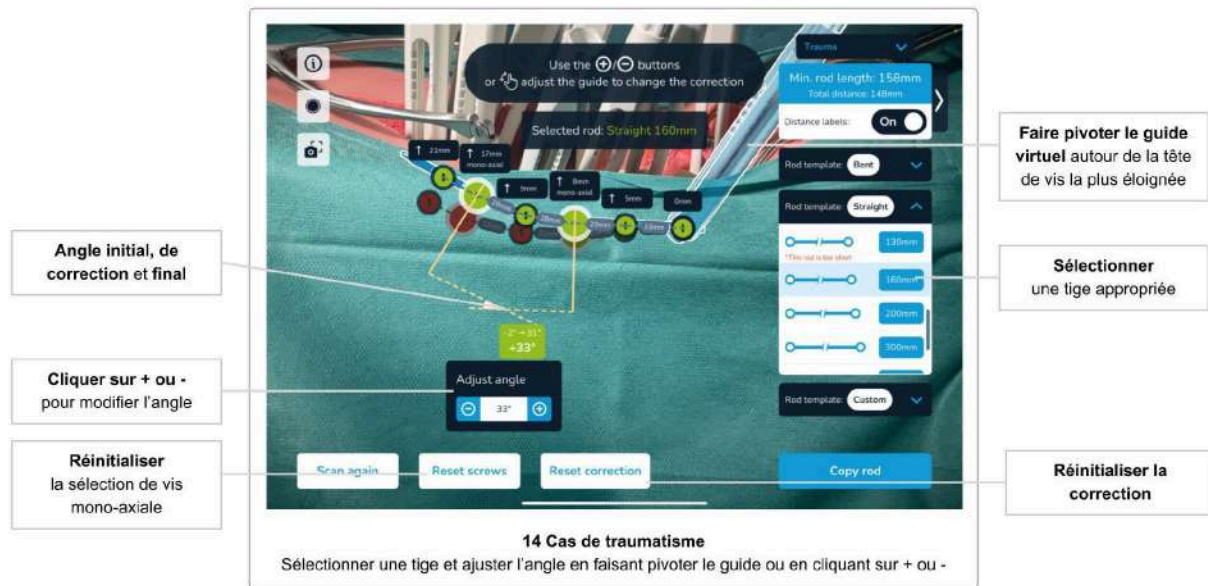 Use the ⊕/⊖ buttons
or adjust the guide to change the correction
Selected rod: Straight 160mm
Trauma
Min. rod length: 158mm
Total distance: 148mm
Distance labels: On
Rod template: Bent
Rod template: Straight
130mm
*This rod is too short
160mm
200mm
300mm
Rod template: Custom
↑ 21mm
↑ 17mm
mono-axial
↑ 9mm
↑ 8mm
mono-axial
↑ 5mm
0mm
-2° → 31°
+33°
Adjust angle
⊖ 33° ⊕
Scan again
Reset screws
Reset correction
Copy rod
Angle initial, de
correction et final
Cliquer sur + ou -
pour modifier l'angle
Réinitialiser
la sélection de vis
mono-axiale
Faire pivoter le guide
virtuel autour de la tête
de vis la plus éloignée
Sélectionner
une tige appropriée
Réinitialiser la
correction
14 Cas de traumatisme
Sélectionner une tige et ajuster l'angle en faisant pivoter le guide ou en cliquant sur + ou -